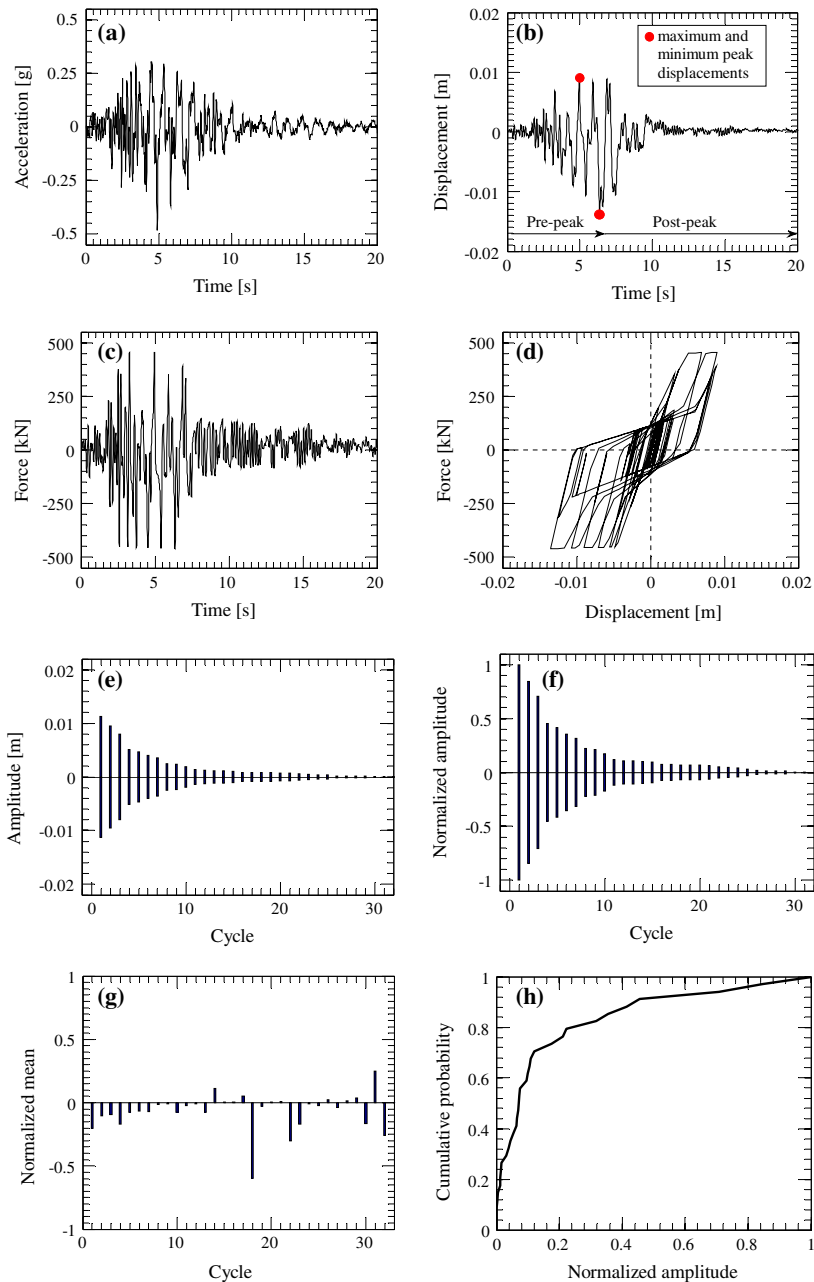 (a)
Acceleration [g]
0.5
0.25
0
-0.25
-0.5
0 5 10 15 20
Time [s]
(b)
maximum and
minimum peak
displacements
Displacement [m]
0.02
0.01
0
-0.01
-0.02
Pre-peak Post-peak
0 5 10 15 20
Time [s]
(c)
Force [kN]
500
250
0
-250
-500
0 5 10 15 20
Time [s]
(d)
Force [kN]
500
250
0
-250
-500
-0.02 -0.01 0 0.01 0.02
Displacement [m]
(e)
Amplitude [m]
0.02
0.01
0
-0.01
-0.02
0 10 20 30
Cycle
(f)
Normalized amplitude
1
0.5
0
-0.5
-1
0 10 20 30
Cycle
(g)
Normalized mean
1
0.5
0
-0.5
-1
0 10 20 30
Cycle
(h)
Cumulative probability
1
0.8
0.6
0.4
0.2
0
0 0.2 0.4 0.6 0.8 1
Normalized amplitude